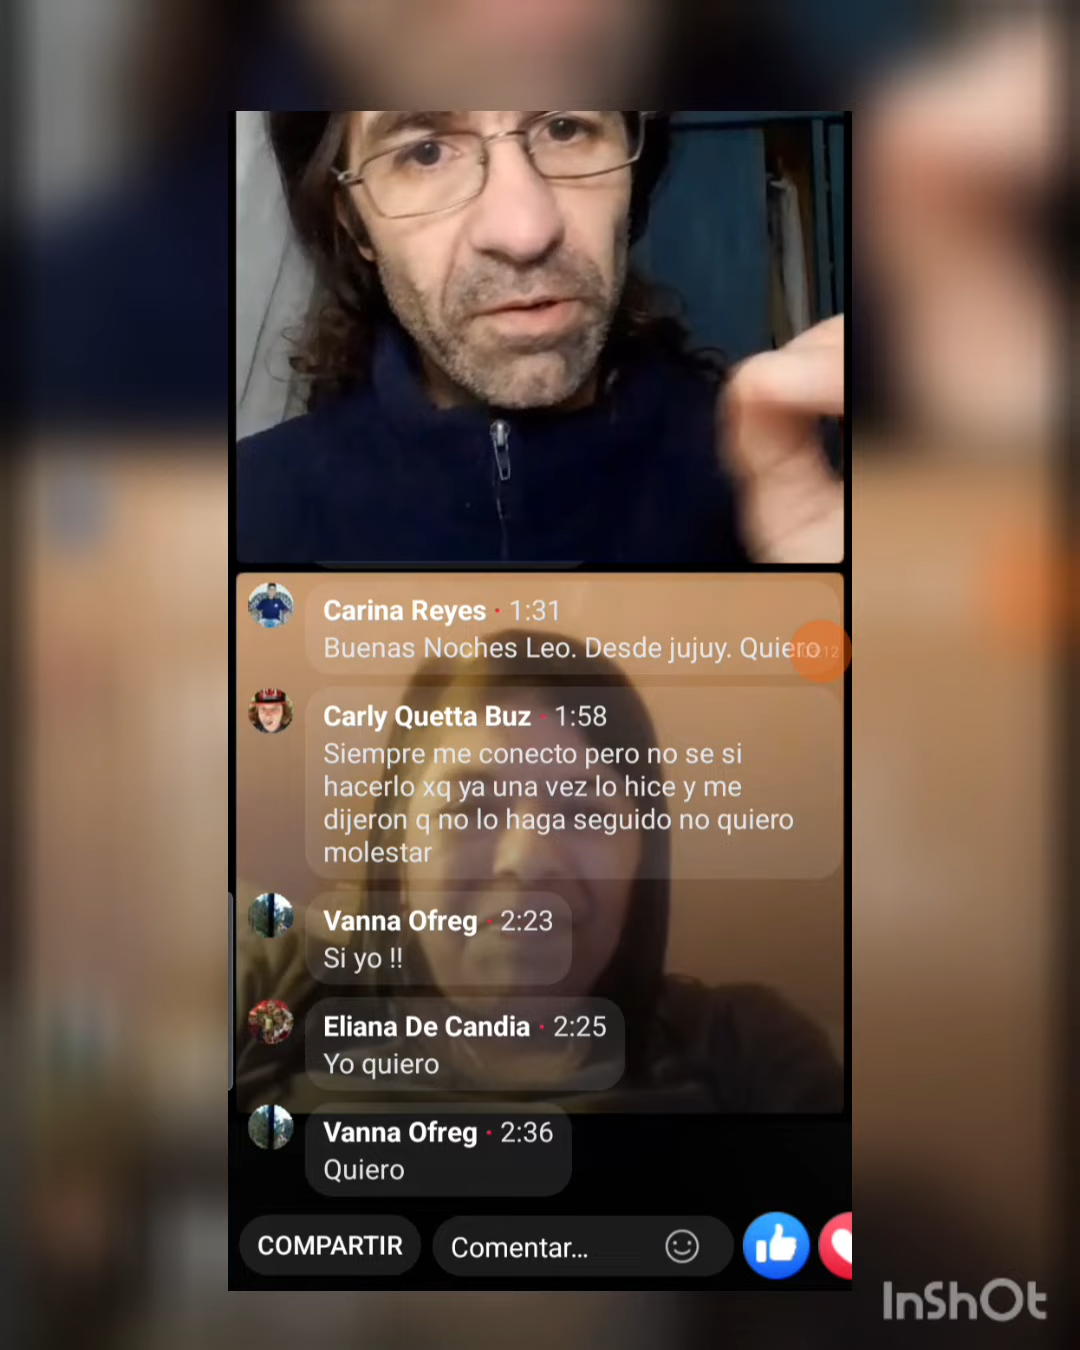 Carina Reyes · 1:31
Buenas Noches Leo. Desde jujuy. Quiero
Carly Quetta Buz · 1:58
Siempre me conecto pero no se si
hacerlo xq ya una vez lo hice y me
dijeron q no lo haga seguido no quiero
molestar
Vanna Ofreg · 2:23
Si yo !!
Eliana De Candia · 2:25
Yo quiero
Vanna Ofreg · 2:36
Quiero
COMPARTIR
Comentar...
InShOt